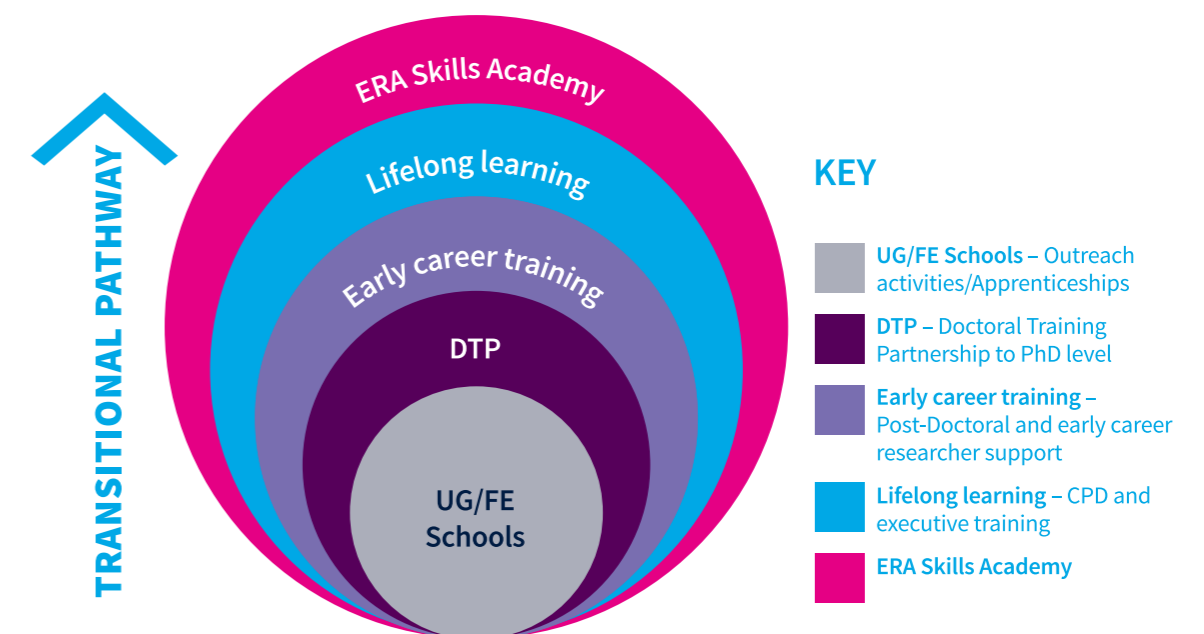 TRANSITIONAL PATHWAY
ERA Skills Academy
Lifelong learning
Early career training
DTP
UG/FE
Schools
KEY
UG/FE Schools – Outreach
activities/Apprenticeships
DTP – Doctoral Training
Partnership to PhD level
Early career training –
Post-Doctoral and early career
researcher support
Lifelong learning – CPD and
executive training
ERA Skills Academy